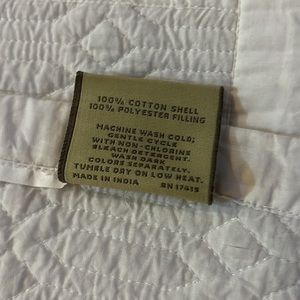 100% COTTON SHELL
100% POLYESTER FILLING
MACHINE WASH COLD;
GENTLE CYCLE
WITH NON-CHLORINE
BLEACH DETERGENT.
WASH DARK
COLORS SEPARATELY.
TUMBLE DRY ON LOW HEAT.
MADE IN INDIA RN 17415